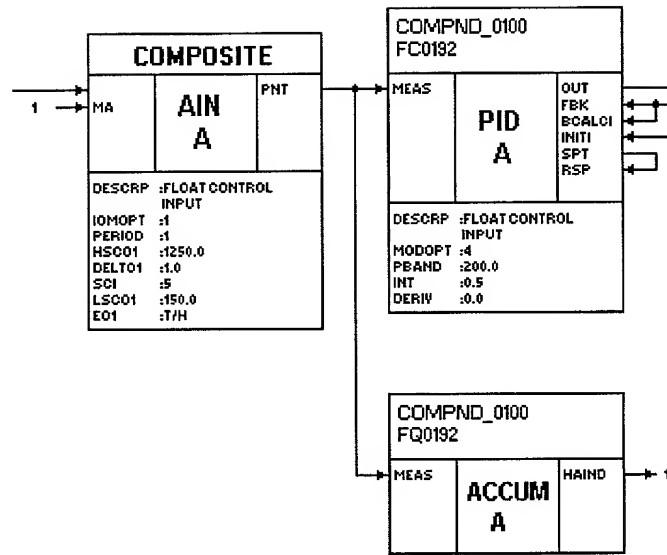 COMPOSITE
1
MA
AIN
A
PNT
DESCRP :FLOAT CONTROL
INPUT
IOMOPT :1
PERIOD :1
HSCO1 :1250.0
DELTO1 :1.0
SCI :5
LSCO1 :150.0
EO1 :T/H
COMPND_0100
FC0192
MEAS
PID
A
OUT
FBK
BCALCI
INITI
SPT
RSP
DESCRP :FLOAT CONTROL
INPUT
MODOPT :4
PBAND :200.0
INT :0.5
DERIV :0.0
COMPND_0100
FQ0192
MEAS
ACCUM
A
HAIND
1